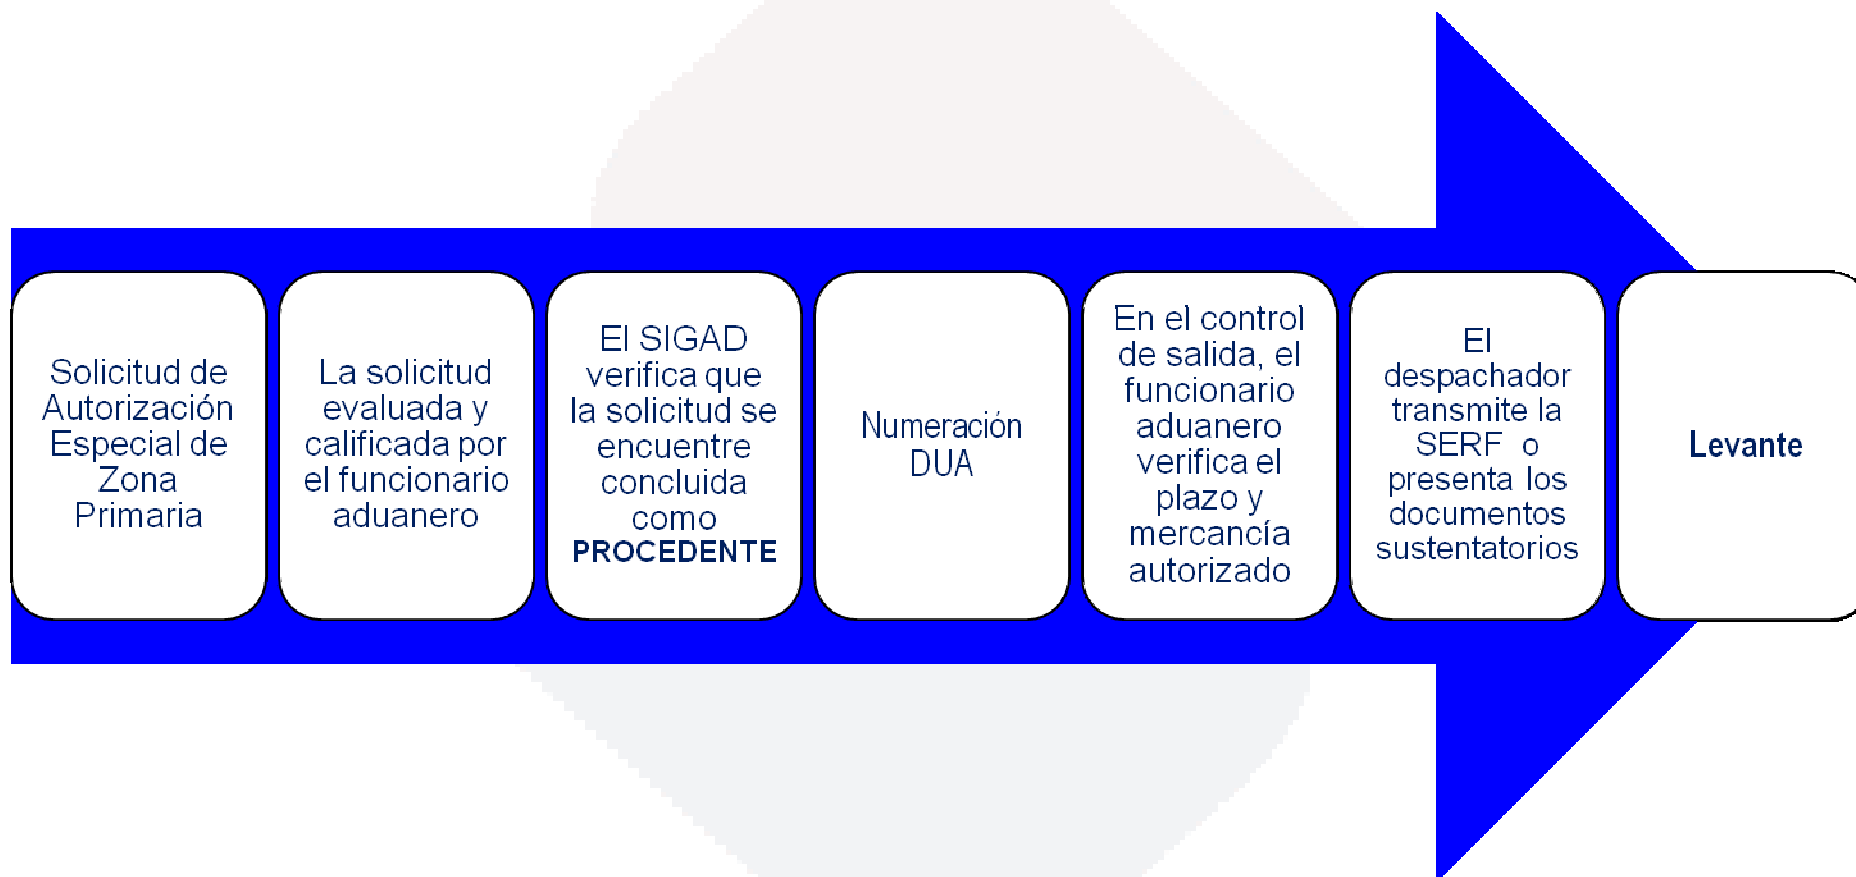 Solicitud de
Autorización
Especial de
Zona
Primaria
La solicitud
evaluada y
calificada por
el funcionario
aduanero
El SIGAD
verifica que
la solicitud se
encuentre
concluida
como
PROCEDENTE
Numeración
DUA
En el control
de salida, el
funcionario
aduanero
verifica el
plazo y
mercancía
autorizado
El
despachador
transmite la
SERF o
presenta los
documentos
sustentatorios
Levante